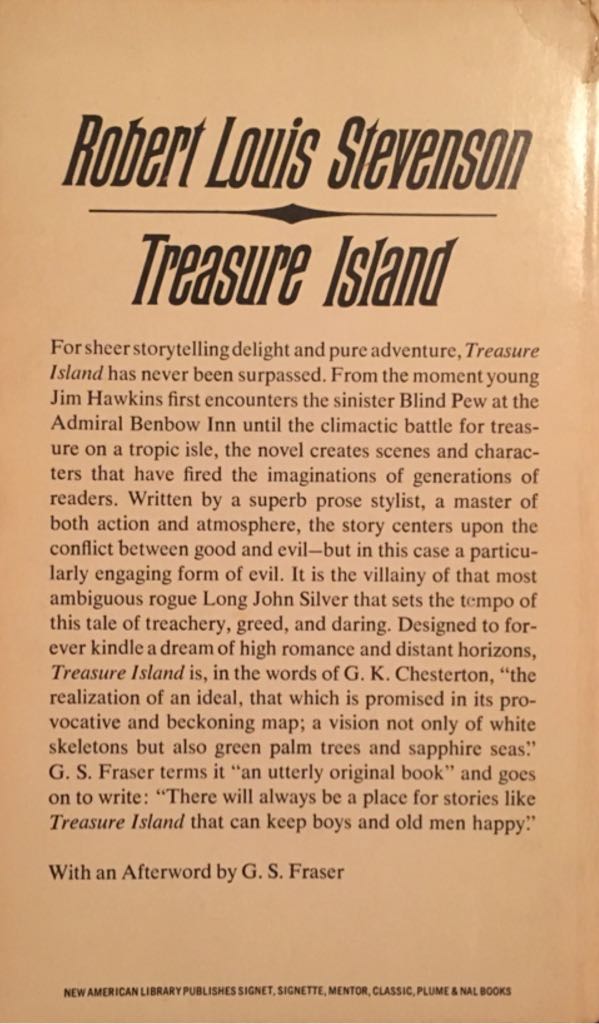 Robert Louis Stevenson
Treasure Island
For sheer storytelling delight and pure adventure, Treasure
Island has never been surpassed. From the moment young
Jim Hawkins first encounters the sinister Blind Pew at the
Admiral Benbow Inn until the climactic battle for treas-
ure on a tropic isle, the novel creates scenes and charac-
ters that have fired the imaginations of generations of
readers. Written by a superb prose stylist, a master of
both action and atmosphere, the story centers upon the
conflict between good and evil—but in this case a particu-
larly engaging form of evil. It is the villainy of that most
ambiguous rogue Long John Silver that sets the tempo of
this tale of treachery, greed, and daring. Designed to for-
ever kindle a dream of high romance and distant horizons,
Treasure Island is, in the words of G. K. Chesterton, “the
realization of an ideal, that which is promised in its pro-
vocative and beckoning map; a vision not only of white
skeletons but also green palm trees and sapphire seas.”
G. S. Fraser terms it “an utterly original book” and goes
on to write: “There will always be a place for stories like
Treasure Island that can keep boys and old men happy.”
With an Afterword by G. S. Fraser
NEW AMERICAN LIBRARY PUBLISHES SIGNET, SIGNETTE, MENTOR, CLASSIC, PLUME & NAL BOOKS